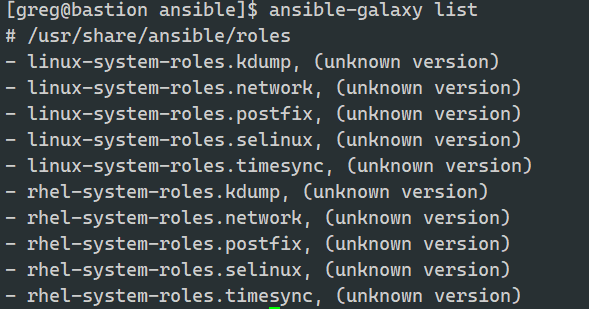 [greg@bastion ansible]$ ansible-galaxy list
# /usr/share/ansible/roles
- linux-system-roles.kdump, (unknown version)
- linux-system-roles.network, (unknown version)
- linux-system-roles.postfix, (unknown version)
- linux-system-roles.selinux, (unknown version)
- linux-system-roles.timesync, (unknown version)
- rhel-system-roles.kdump, (unknown version)
- rhel-system-roles.network, (unknown version)
- rhel-system-roles.postfix, (unknown version)
- rhel-system-roles.selinux, (unknown version)
- rhel-system-roles.timesync, (unknown version)